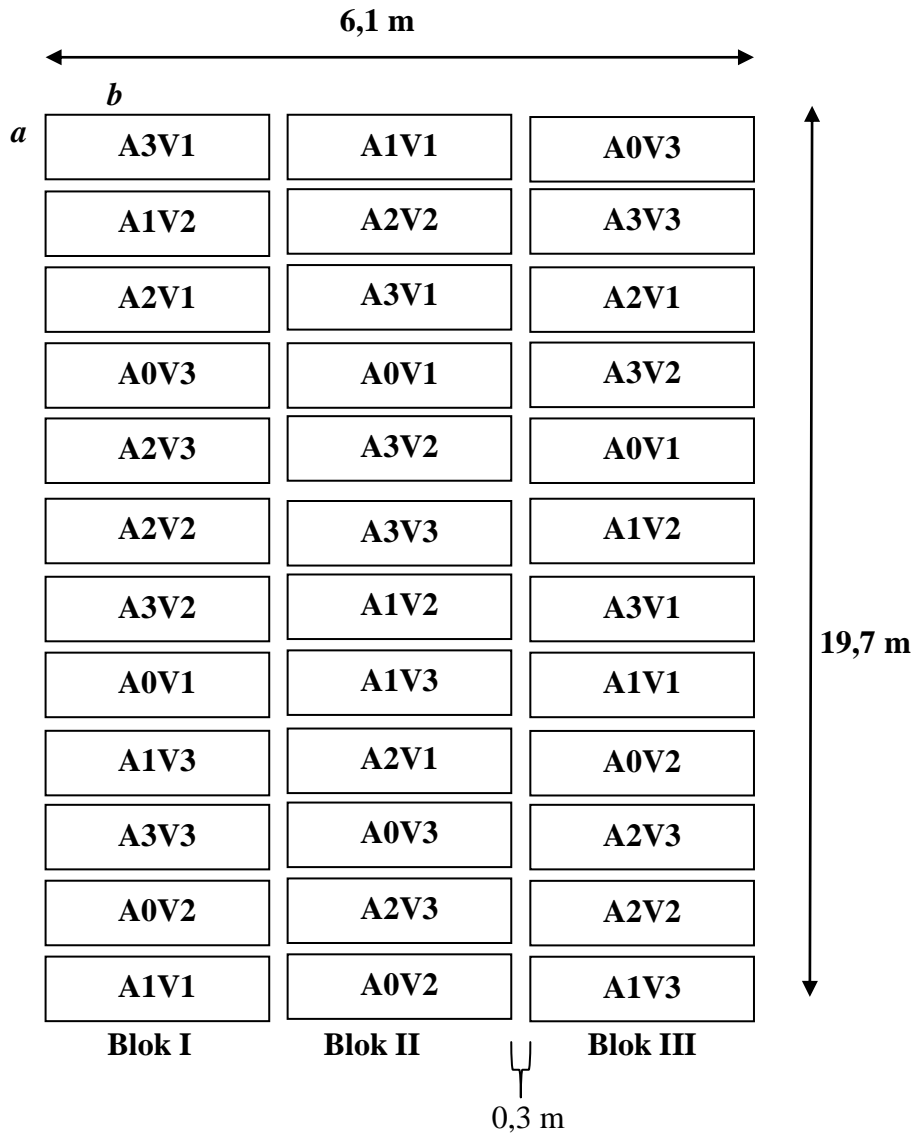 6,1 m
b
a
A3V1 A1V1 A0V3
A1V2 A2V2 A3V3
A2V1 A3V1 A2V1
A0V3 A0V1 A3V2
A2V3 A3V2 A0V1
A2V2 A3V3 A1V2
A3V2 A1V2 A3V1
19,7 m
A0V1 A1V3 A1V1
A1V3 A2V1 A0V2
A3V3 A0V3 A2V3
A0V2 A2V3 A2V2
A1V1 A0V2 A1V3
Blok I Blok II Blok III
0,3 m